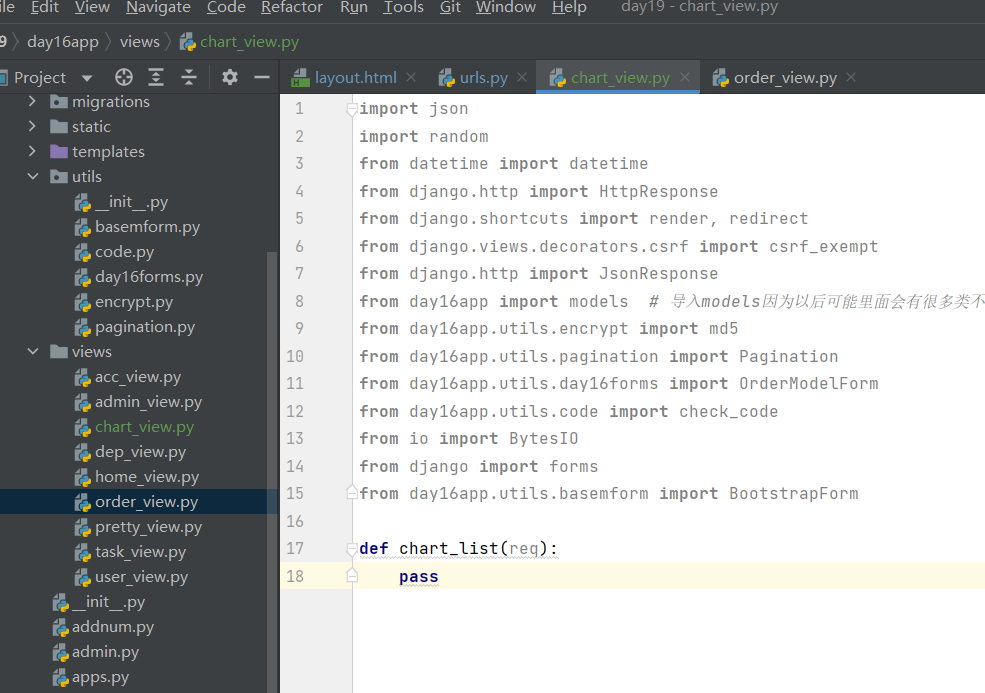 Edit View Navigate Code Refactor Run Tools Git Window Help day19 - chart_view.py
day16app views chart_view.py
Project layout.html urls.py chart_view.py order_view.py
migrations
static
templates
utils
__init__.py
basemform.py
code.py
day16forms.py
encrypt.py
pagination.py
views
acc_view.py
admin_view.py
chart_view.py
dep_view.py
home_view.py
order_view.py
pretty_view.py
task_view.py
user_view.py
__init__.py
addnum.py
admin.py
apps.py
1 import json
2 import random
3 from datetime import datetime
4 from django.http import HttpResponse
5 from django.shortcuts import render, redirect
6 from django.views.decorators.csrf import csrf_exempt
7 from django.http import JsonResponse
8 from day16app import models # 导入models因为以后可能里面会有很多类不
9 from day16app.utils.encrypt import md5
10 from day16app.utils.pagination import Pagination
11 from day16app.utils.day16forms import OrderModelForm
12 from day16app.utils.code import check_code
13 from io import BytesIO
14 from django import forms
15 from day16app.utils.basemform import BootstrapForm
16
17 def chart_list(req):
18 pass